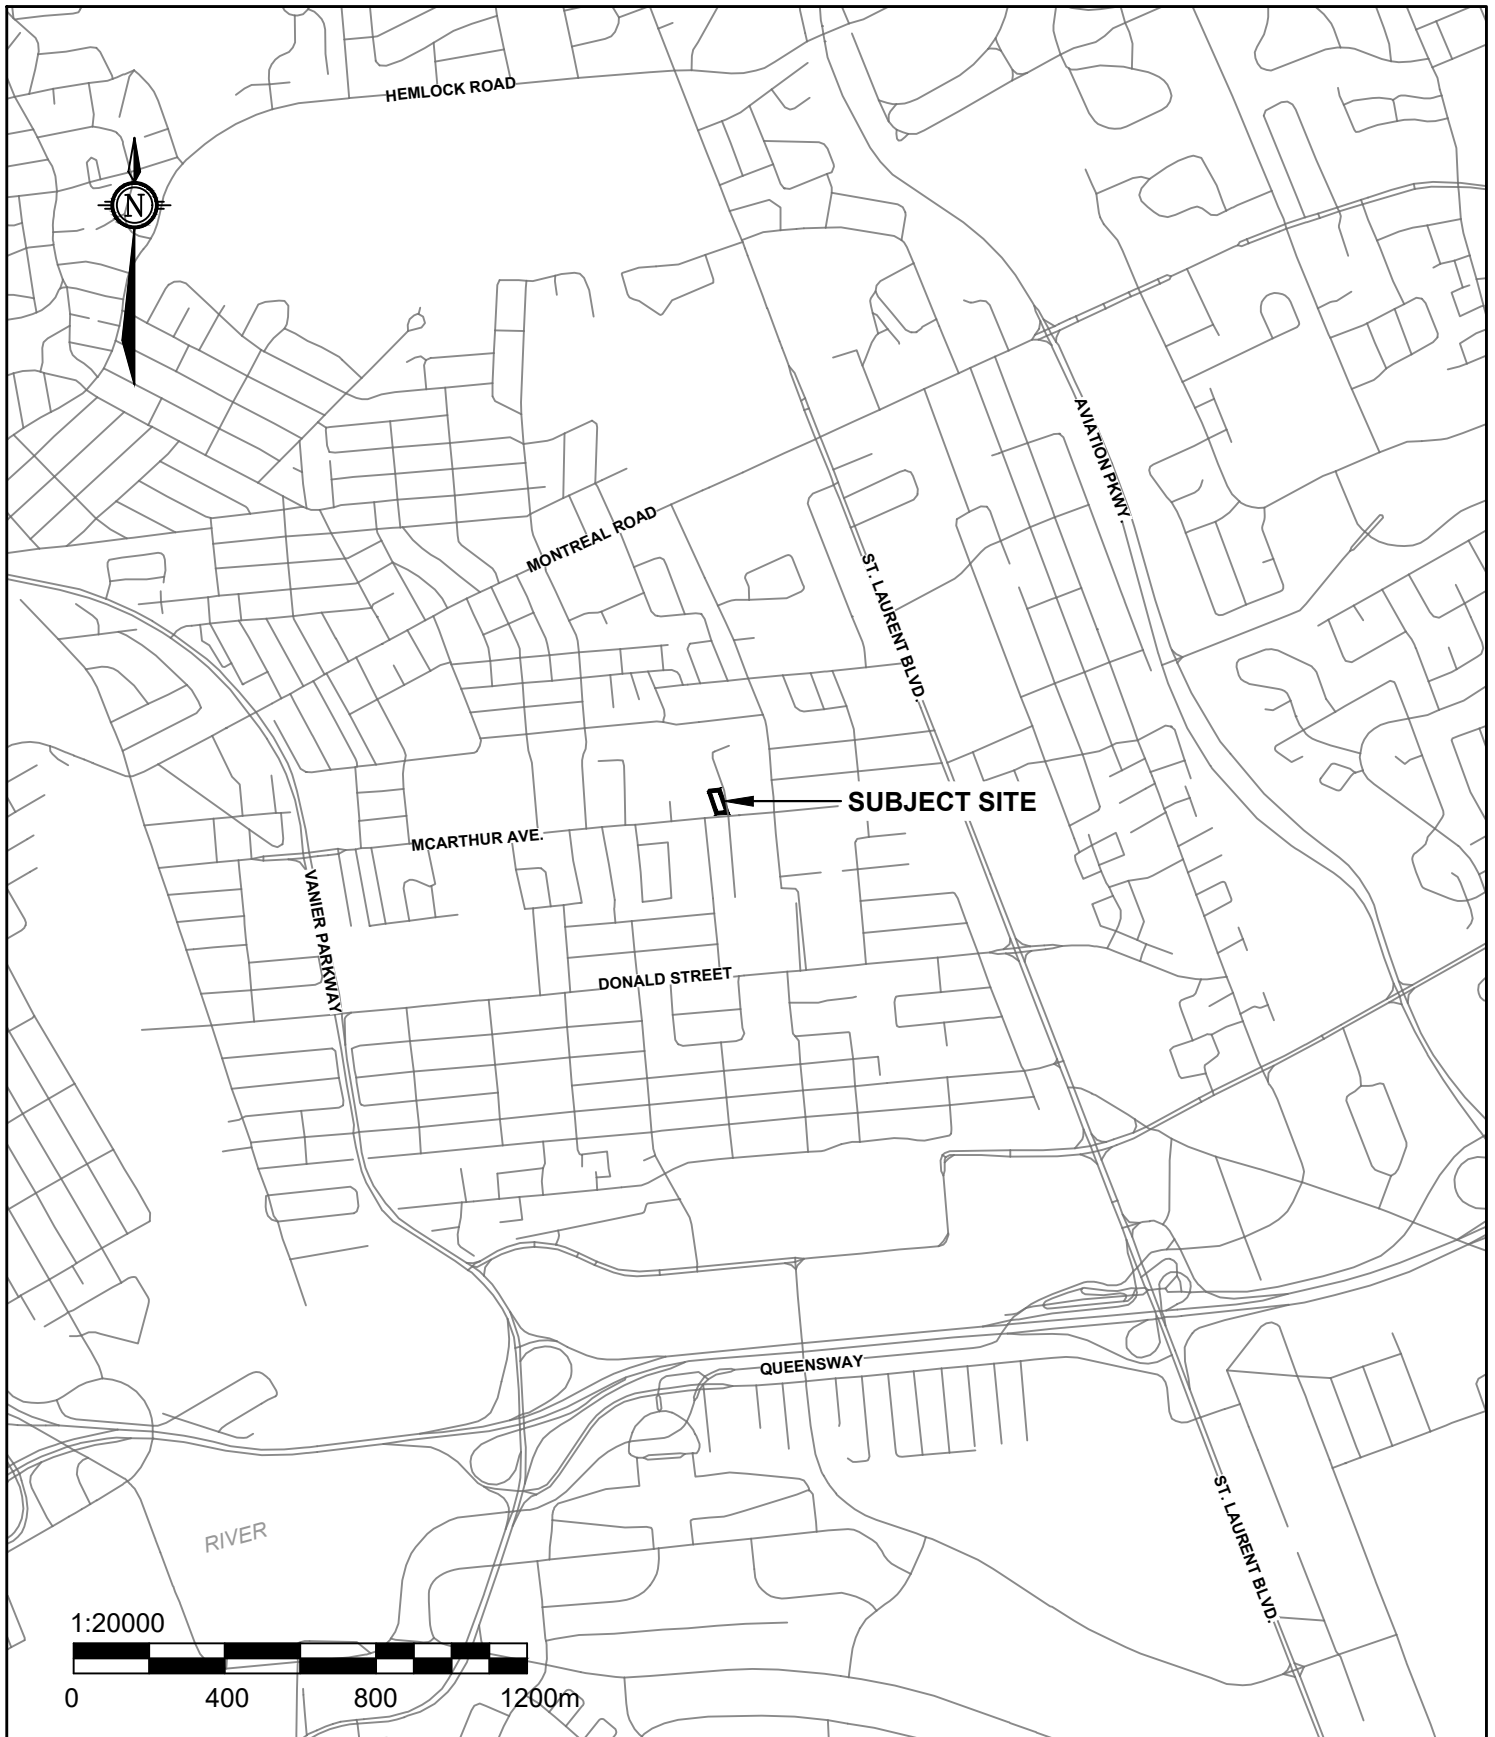 HEMLOCK ROAD
N
AVIATION PKWY.
MONTREAL ROAD
ST. LAURENT BLVD.
SUBJECT SITE
MCARTHUR AVE.
VANIER PARKWAY
DONALD STREET
QUEENSWAY
ST. LAURENT BLVD.
RIVER
1:20000
0 400 800 1200m